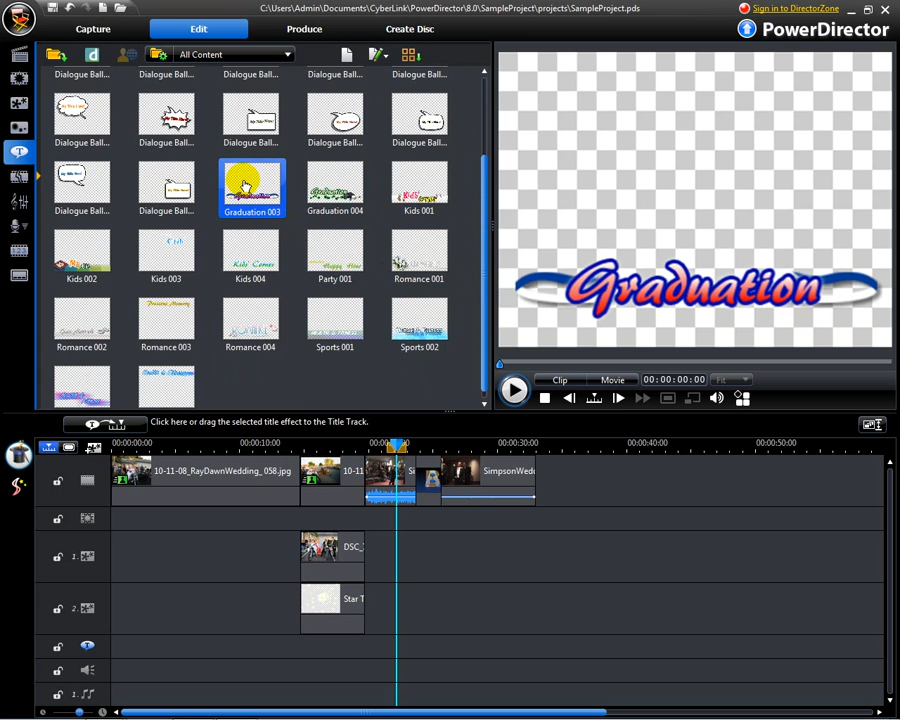 C:\Users\Admin\Documents\CyberLink\PowerDirector\8.0\SampleProject\projects\SampleProject.pds
Sign in to DirectorZone
Capture
Edit
Produce
Create Disc
PowerDirector
All Content
Dialogue Ball... Dialogue Ball... Dialogue Ball... Dialogue Ball... Dialogue Ball...
Dialogue Ball... Dialogue Ball... Dialogue Ball... Dialogue Ball... Dialogue Ball...
Dialogue Ball... Dialogue Ball... Graduation 003 Graduation 004 Kids 001
Kids 002 Kids 003 Kids 004 Party 001 Romance 001
Romance 002 Romance 003 Romance 004 Sports 001 Sports 002
Graduation
Clip Movie 00:00:00:00 Fit
Click here or drag the selected title effect to the Title Track.
00:00:00:00 00:00:10:00 00:00:30:00 00:00:40:00 00:00:50:00
10-11-08_RayDawnWedding_058.jpg 10-11 SimpsonWed
1. DSC_
2. Star T
1.